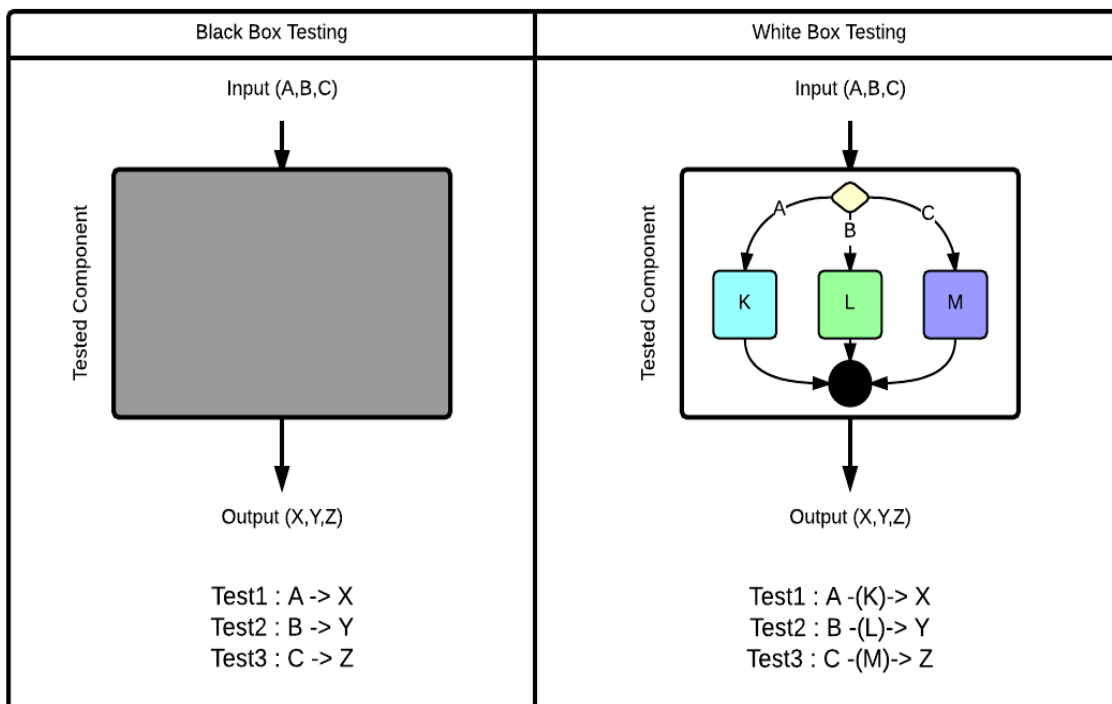 Black Box Testing
Input (A,B,C)
Tested Component
Output (X,Y,Z)
Test1 : A -> X
Test2 : B -> Y
Test3 : C -> Z
White Box Testing
Input (A,B,C)
Tested Component
A
B
C
K
L
M
Output (X,Y,Z)
Test1 : A -(K)-> X
Test2 : B -(L)-> Y
Test3 : C -(M)-> Z